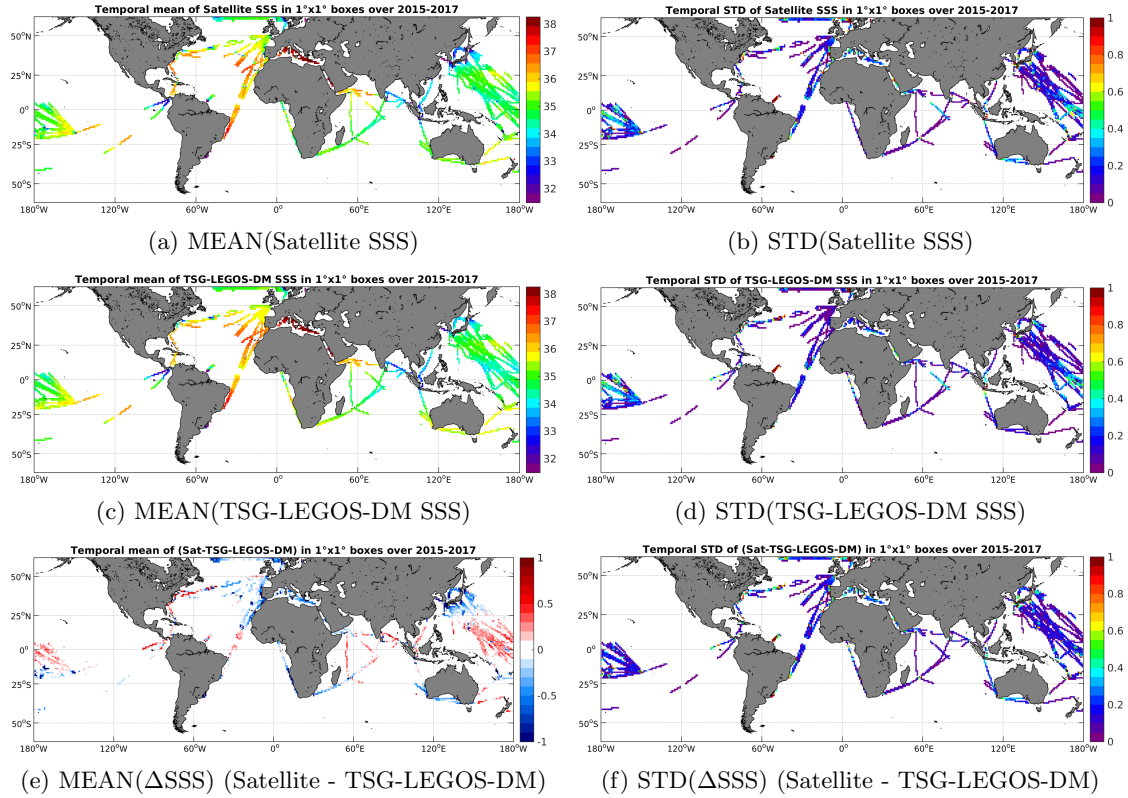 Temporal mean of Satellite SSS in 1°x1° boxes over 2015-2017
50°N
25°N
0°
25°S
50°S
180°W
120°W
60°W
0°
60°E
120°E
180°W
38
37
36
35
34
33
32
(a) MEAN(Satellite SSS)
Temporal STD of Satellite SSS in 1°x1° boxes over 2015-2017
50°N
25°N
0°
25°S
50°S
180°W
120°W
60°W
0°
60°E
120°E
180°W
1
0.8
0.6
0.4
0.2
0
(b) STD(Satellite SSS)
Temporal mean of TSG-LEGOS-DM SSS in 1°x1° boxes over 2015-2017
50°N
25°N
0°
25°S
50°S
180°W
120°W
60°W
0°
60°E
120°E
180°W
38
37
36
35
34
33
32
(c) MEAN(TSG-LEGOS-DM SSS)
Temporal STD of TSG-LEGOS-DM SSS in 1°x1° boxes over 2015-2017
50°N
25°N
0°
25°S
50°S
180°W
120°W
60°W
0°
60°E
120°E
180°W
1
0.8
0.6
0.4
0.2
0
(d) STD(TSG-LEGOS-DM SSS)
Temporal mean of (Sat-TSG-LEGOS-DM) in 1°x1° boxes over 2015-2017
50°N
25°N
0°
25°S
50°S
180°W
120°W
60°W
0°
60°E
120°E
180°W
1
0.5
0
-0.5
-1
(e) MEAN(ΔSSS) (Satellite - TSG-LEGOS-DM)
Temporal STD of (Sat-TSG-LEGOS-DM) in 1°x1° boxes over 2015-2017
50°N
25°N
0°
25°S
50°S
180°W
120°W
60°W
0°
60°E
120°E
180°W
1
0.8
0.6
0.4
0.2
0
(f) STD(ΔSSS) (Satellite - TSG-LEGOS-DM)